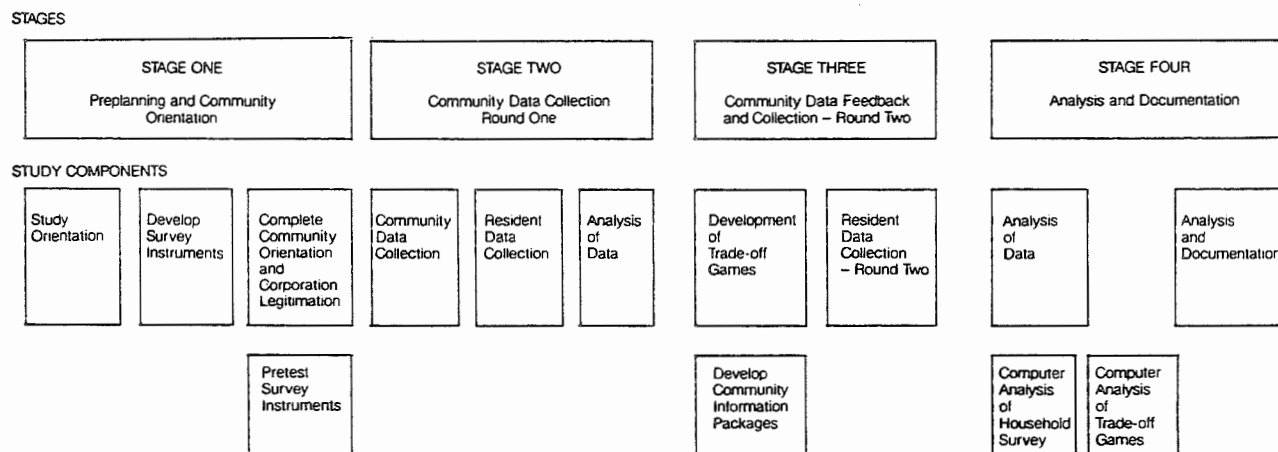 STAGES
STAGE ONE
Preplanning and Community
Orientation
STAGE TWO
Community Data Collection
Round One
STAGE THREE
Community Data Feedback
and Collection – Round Two
STAGE FOUR
Analysis and Documentation
STUDY COMPONENTS
Study
Orientation
Develop
Survey
Instruments
Complete
Community
Orientation
and
Corporation
Legitimation
Community
Data
Collection
Resident
Data
Collection
Analysis
of
Data
Development
of
Trade-off
Games
Resident
Data
Collection
– Round Two
Analysis
of
Data
Analysis
and
Documentation
Pretest
Survey
Instruments
Develop
Community
Information
Packages
Computer
Analysis
of
Household
Survey
Computer
Analysis
of
Trade-off
Games